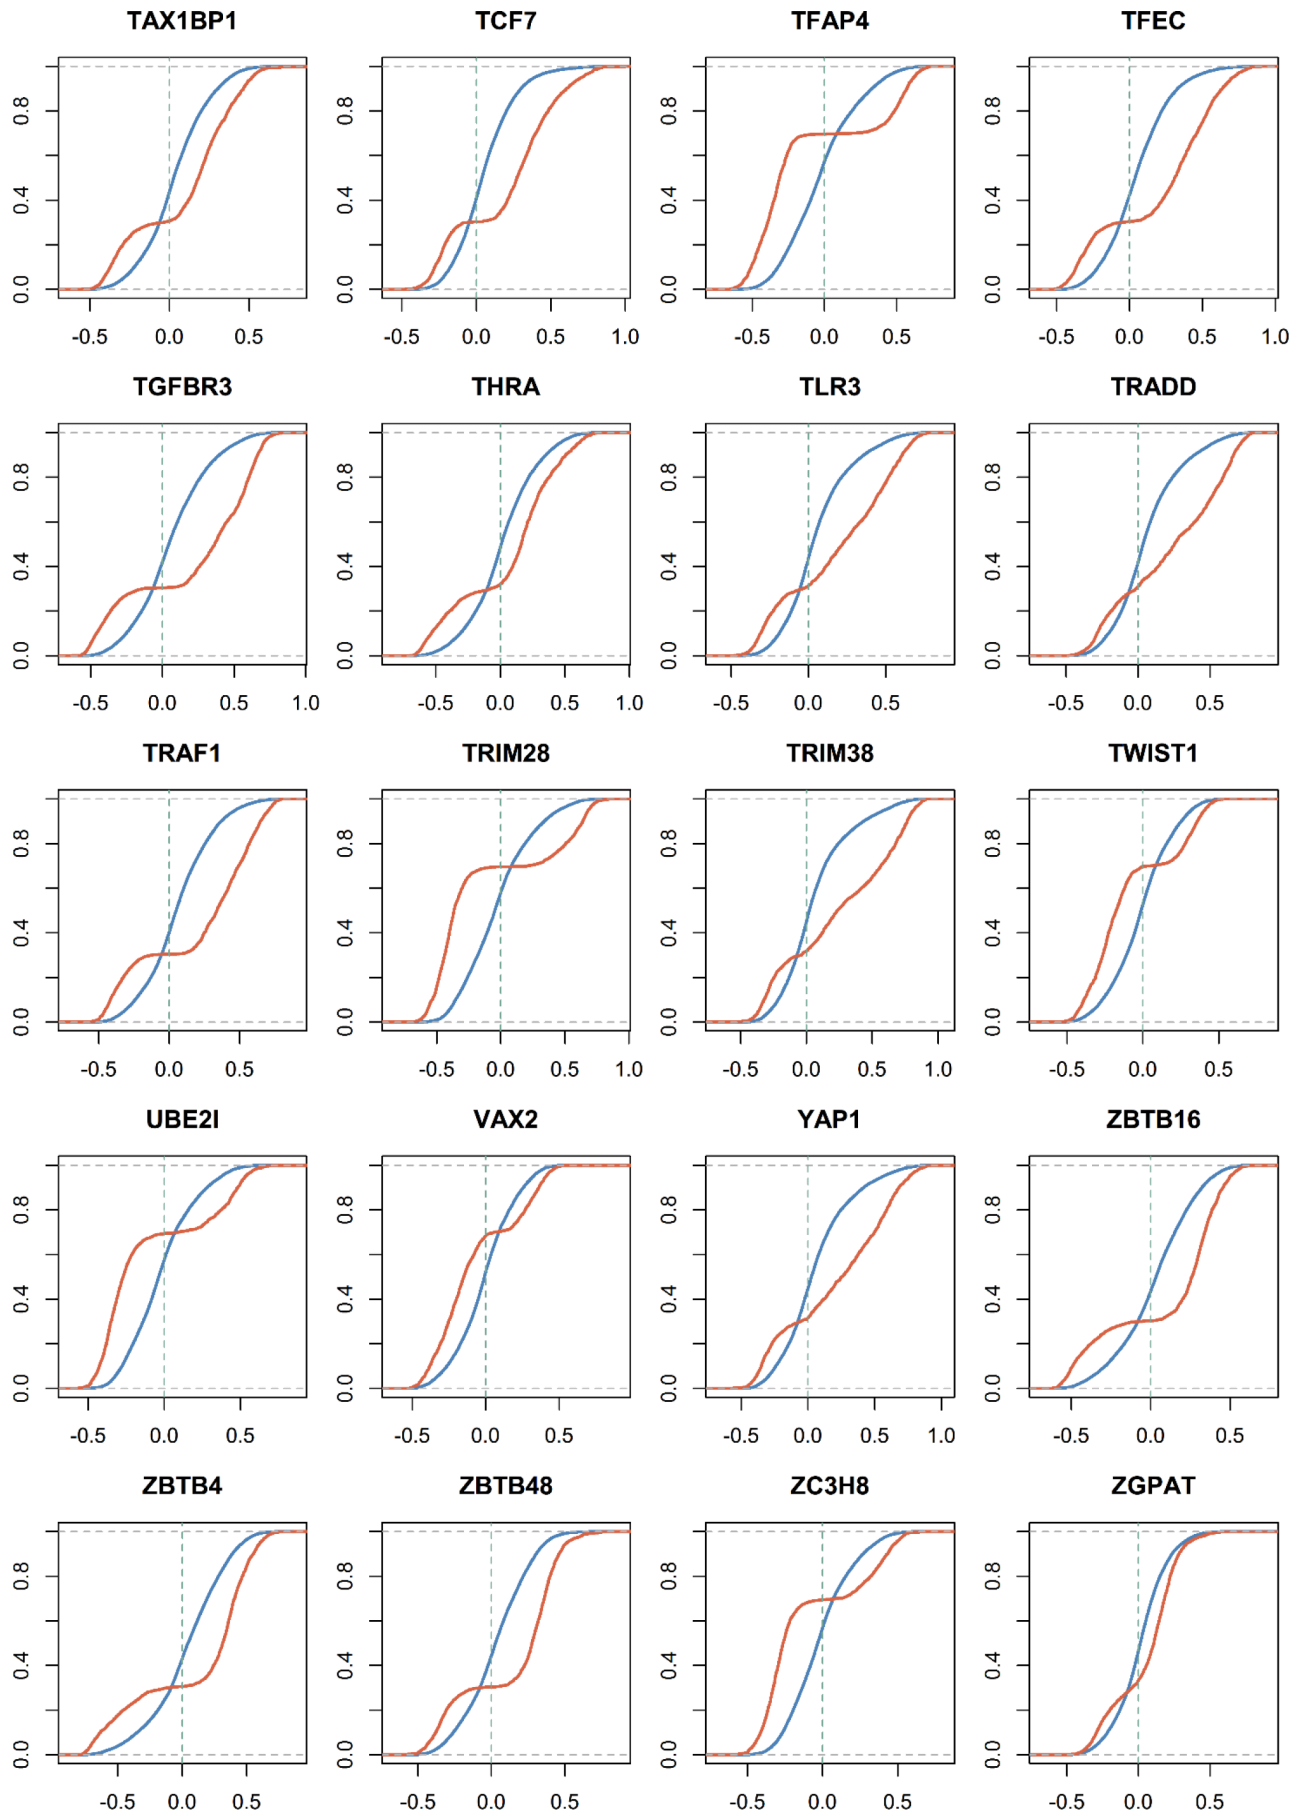 TAX1BP1 TCF7 TFAP4 TFEC
0.8 0.8 0.8 0.8
0.4 0.4 0.4 0.4
0.0 0.0 0.0 0.0
-0.5 0.0 0.5 -0.5 0.0 0.5 1.0 -0.5 0.0 0.5 -0.5 0.0 0.5 1.0
TGFBR3 THRA TLR3 TRADD
0.8 0.8 0.8 0.8
0.4 0.4 0.4 0.4
0.0 0.0 0.0 0.0
-0.5 0.0 0.5 1.0 -0.5 0.0 0.5 1.0 -0.5 0.0 0.5 -0.5 0.0 0.5
TRAF1 TRIM28 TRIM38 TWIST1
0.8 0.8 0.8 0.8
0.4 0.4 0.4 0.4
0.0 0.0 0.0 0.0
-0.5 0.0 0.5 -0.5 0.0 0.5 1.0 -0.5 0.0 0.5 1.0 -0.5 0.0 0.5
UBE2I VAX2 YAP1 ZBTB16
0.8 0.8 0.8 0.8
0.4 0.4 0.4 0.4
0.0 0.0 0.0 0.0
-0.5 0.0 0.5 -0.5 0.0 0.5 -0.5 0.0 0.5 1.0 -0.5 0.0 0.5
ZBTB4 ZBTB48 ZC3H8 ZGPAT
0.8 0.8 0.8 0.8
0.4 0.4 0.4 0.4
0.0 0.0 0.0 0.0
-0.5 0.0 0.5 -0.5 0.0 0.5 -0.5 0.0 0.5 -0.5 0.0 0.5